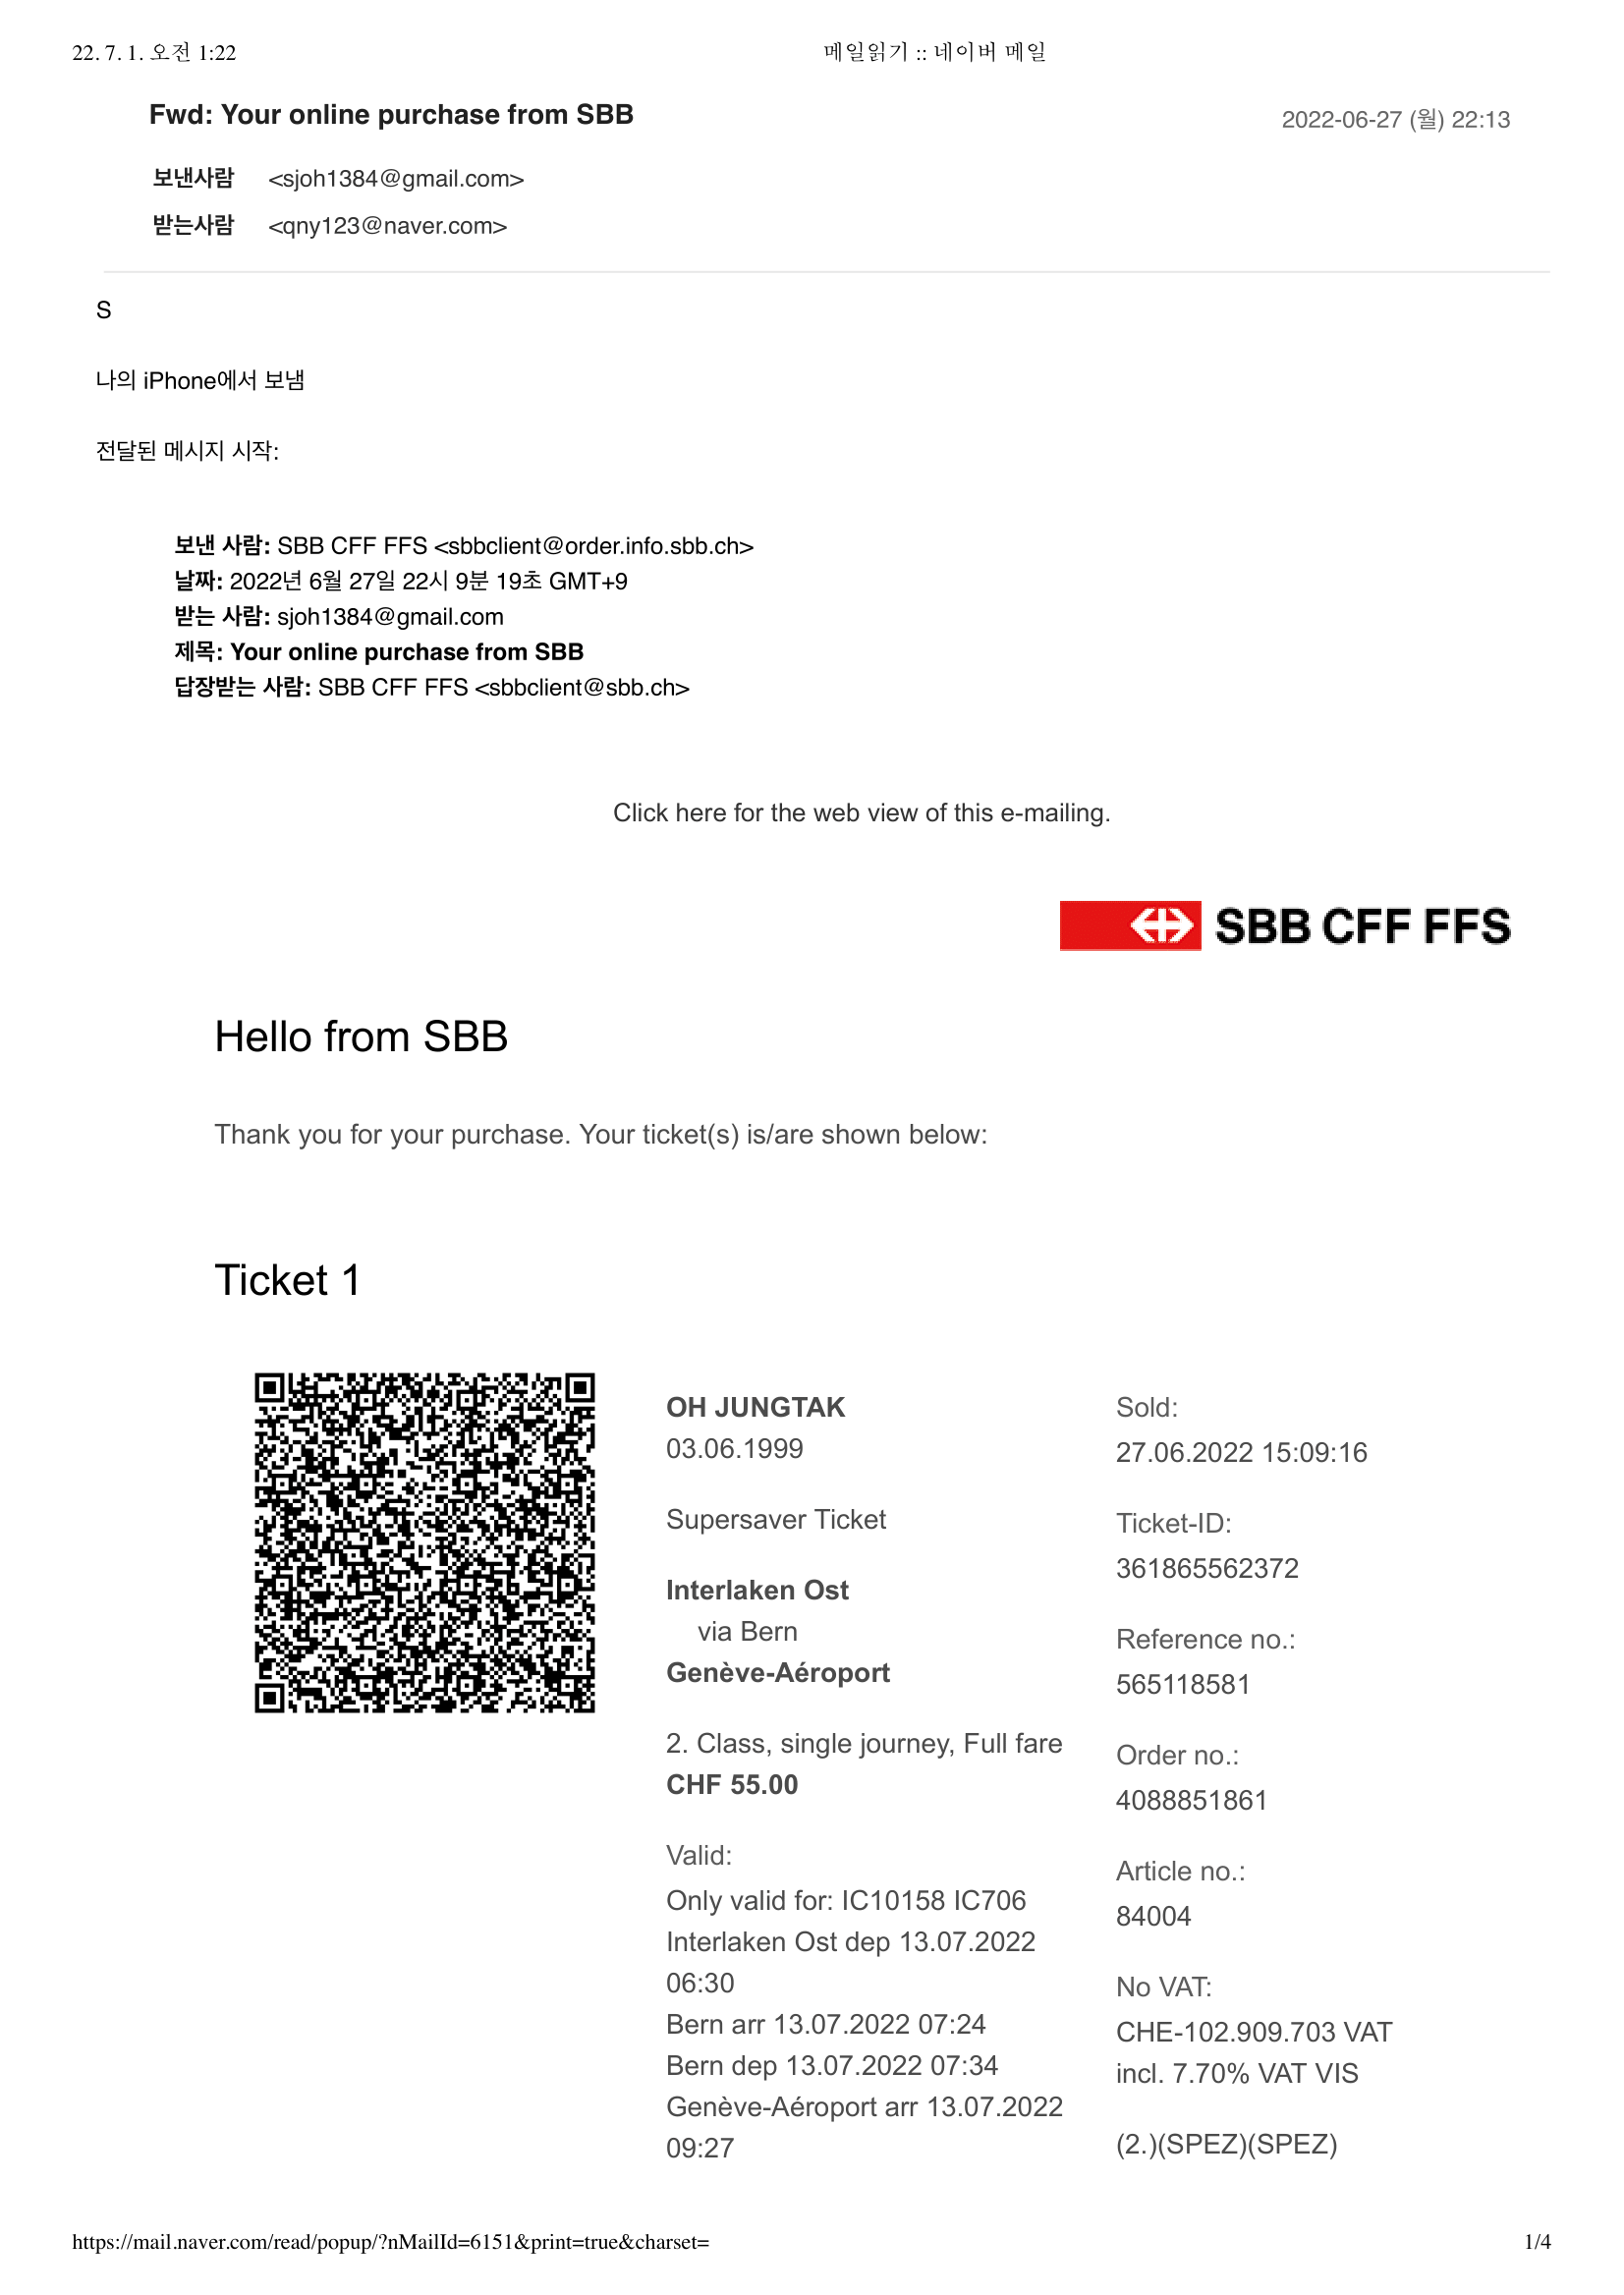 22. 7. 1. 오전 1:22
메일읽기 :: 네이버 메일
Fwd: Your online purchase from SBB
2022-06-27 (월) 22:13
보낸사람 <sjoh1384@gmail.com>
받는사람 <qny123@naver.com>
S
나의 iPhone에서 보냄
전달된 메시지 시작:
보낸 사람: SBB CFF FFS <sbbclient@order.info.sbb.ch>
날짜: 2022년 6월 27일 22시 9분 19초 GMT+9
받는 사람: sjoh1384@gmail.com
제목: Your online purchase from SBB
답장받는 사람: SBB CFF FFS <sbbclient@sbb.ch>
Click here for the web view of this e-mailing.
SBB CFF FFS
Hello from SBB
Thank you for your purchase. Your ticket(s) is/are shown below:
Ticket 1
OH JUNGTAK
03.06.1999
Supersaver Ticket
Interlaken Ost
via Bern
Genève-Aéroport
2. Class, single journey, Full fare
CHF 55.00
Valid:
Only valid for: IC10158 IC706
Interlaken Ost dep 13.07.2022
06:30
Bern arr 13.07.2022 07:24
Bern dep 13.07.2022 07:34
Genève-Aéroport arr 13.07.2022
09:27
Sold:
27.06.2022 15:09:16
Ticket-ID:
361865562372
Reference no.:
565118581
Order no.:
4088851861
Article no.:
84004
No VAT:
CHE-102.909.703 VAT
incl. 7.70% VAT VIS
(2.)(SPEZ)(SPEZ)
https://mail.naver.com/read/popup/?nMailId=6151&print=true&charset=
1/4